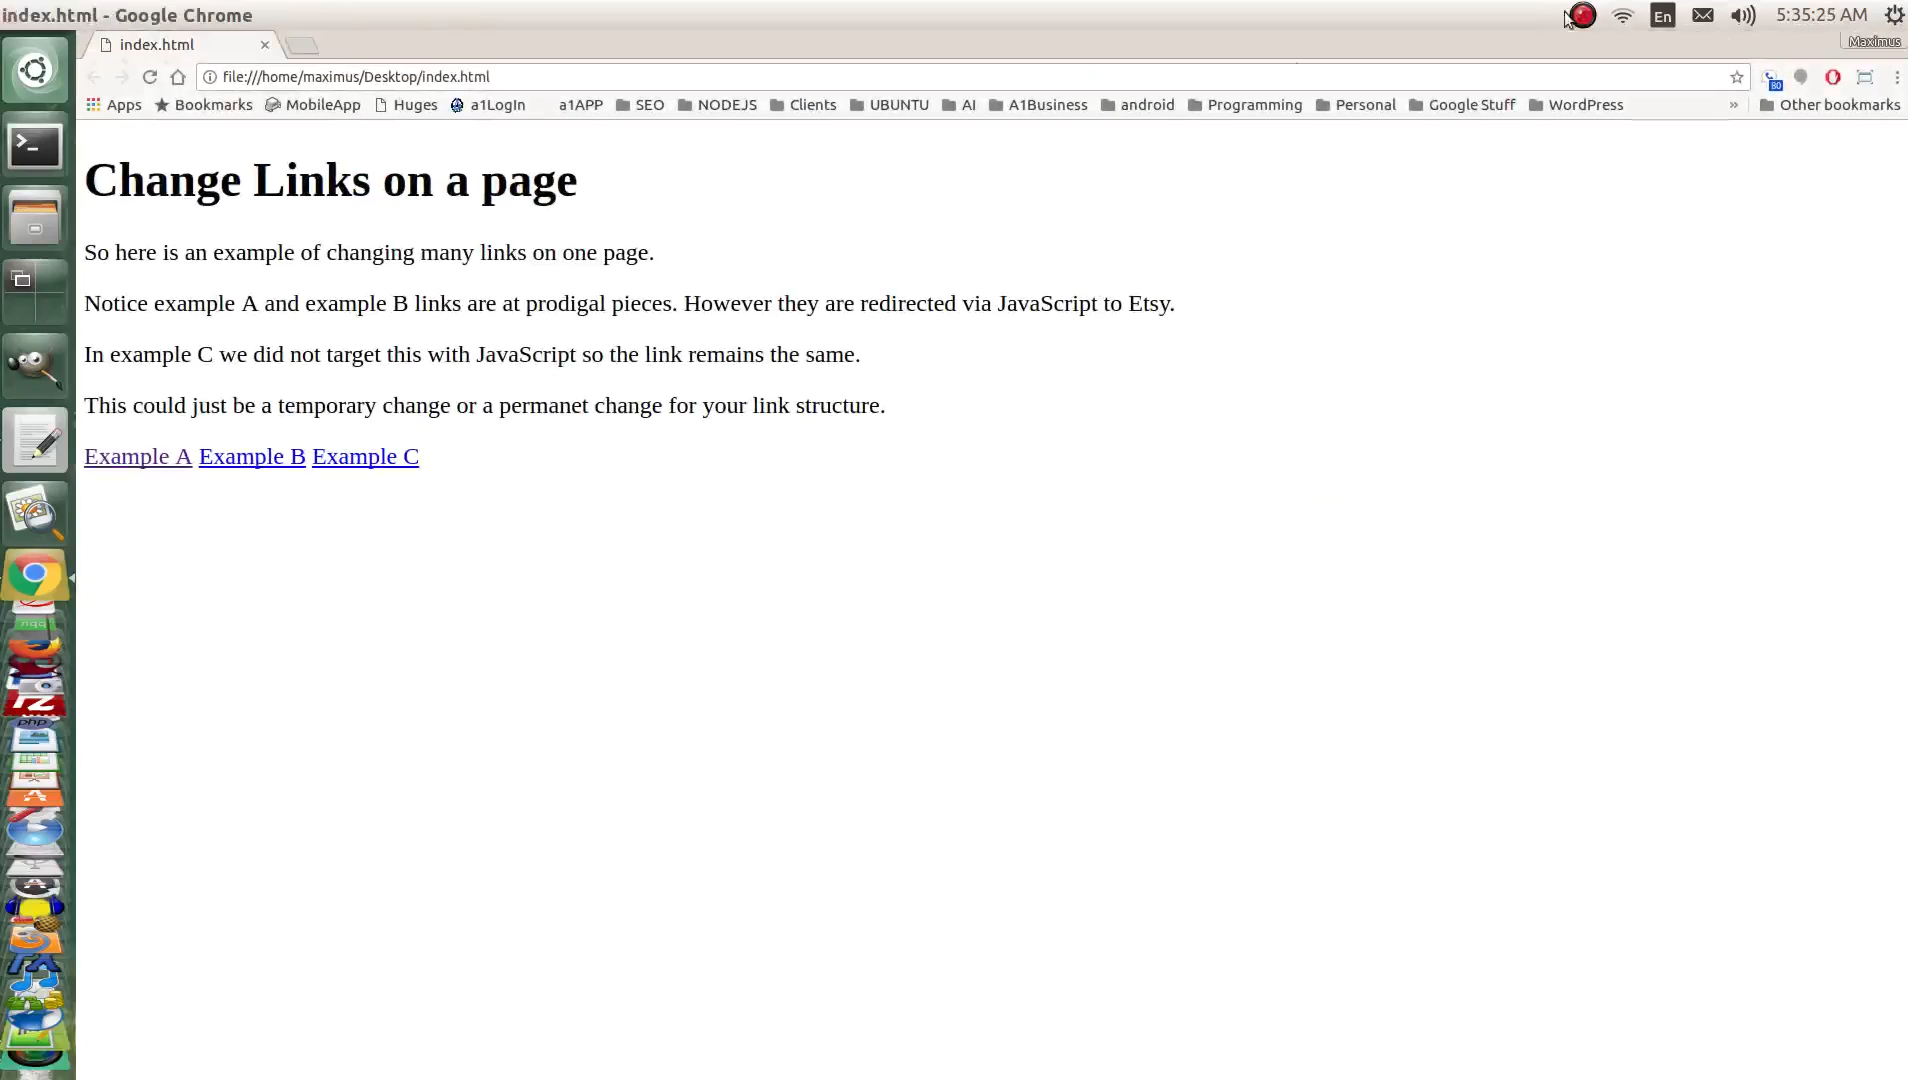 index.html - Google Chrome
En
5:35:25 AM
index.html
Maximus
file:///home/maximus/Desktop/index.html
80
Apps Bookmarks MobileApp Huges a1LogIn a1APP SEO NODEJS Clients UBUNTU AI A1Business android Programming Personal Google Stuff WordPress » Other bookmarks
Change Links on a page
So here is an example of changing many links on one page.
Notice example A and example B links are at prodigal pieces. However they are redirected via JavaScript to Etsy.
In example C we did not target this with JavaScript so the link remains the same.
This could just be a temporary change or a permanet change for your link structure.
Example A Example B Example C
php